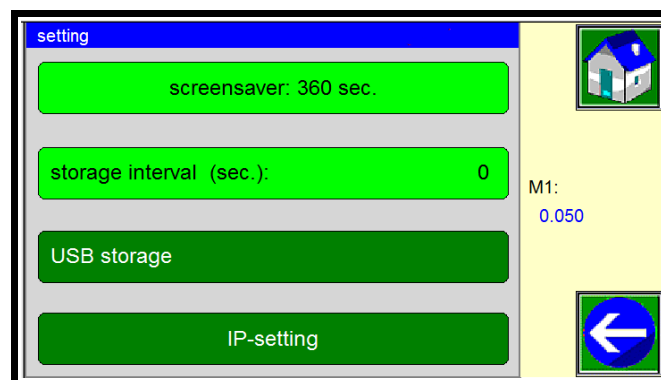 setting
screensaver: 360 sec.
storage interval (sec.): 0
USB storage
IP-setting
M1:
0.050